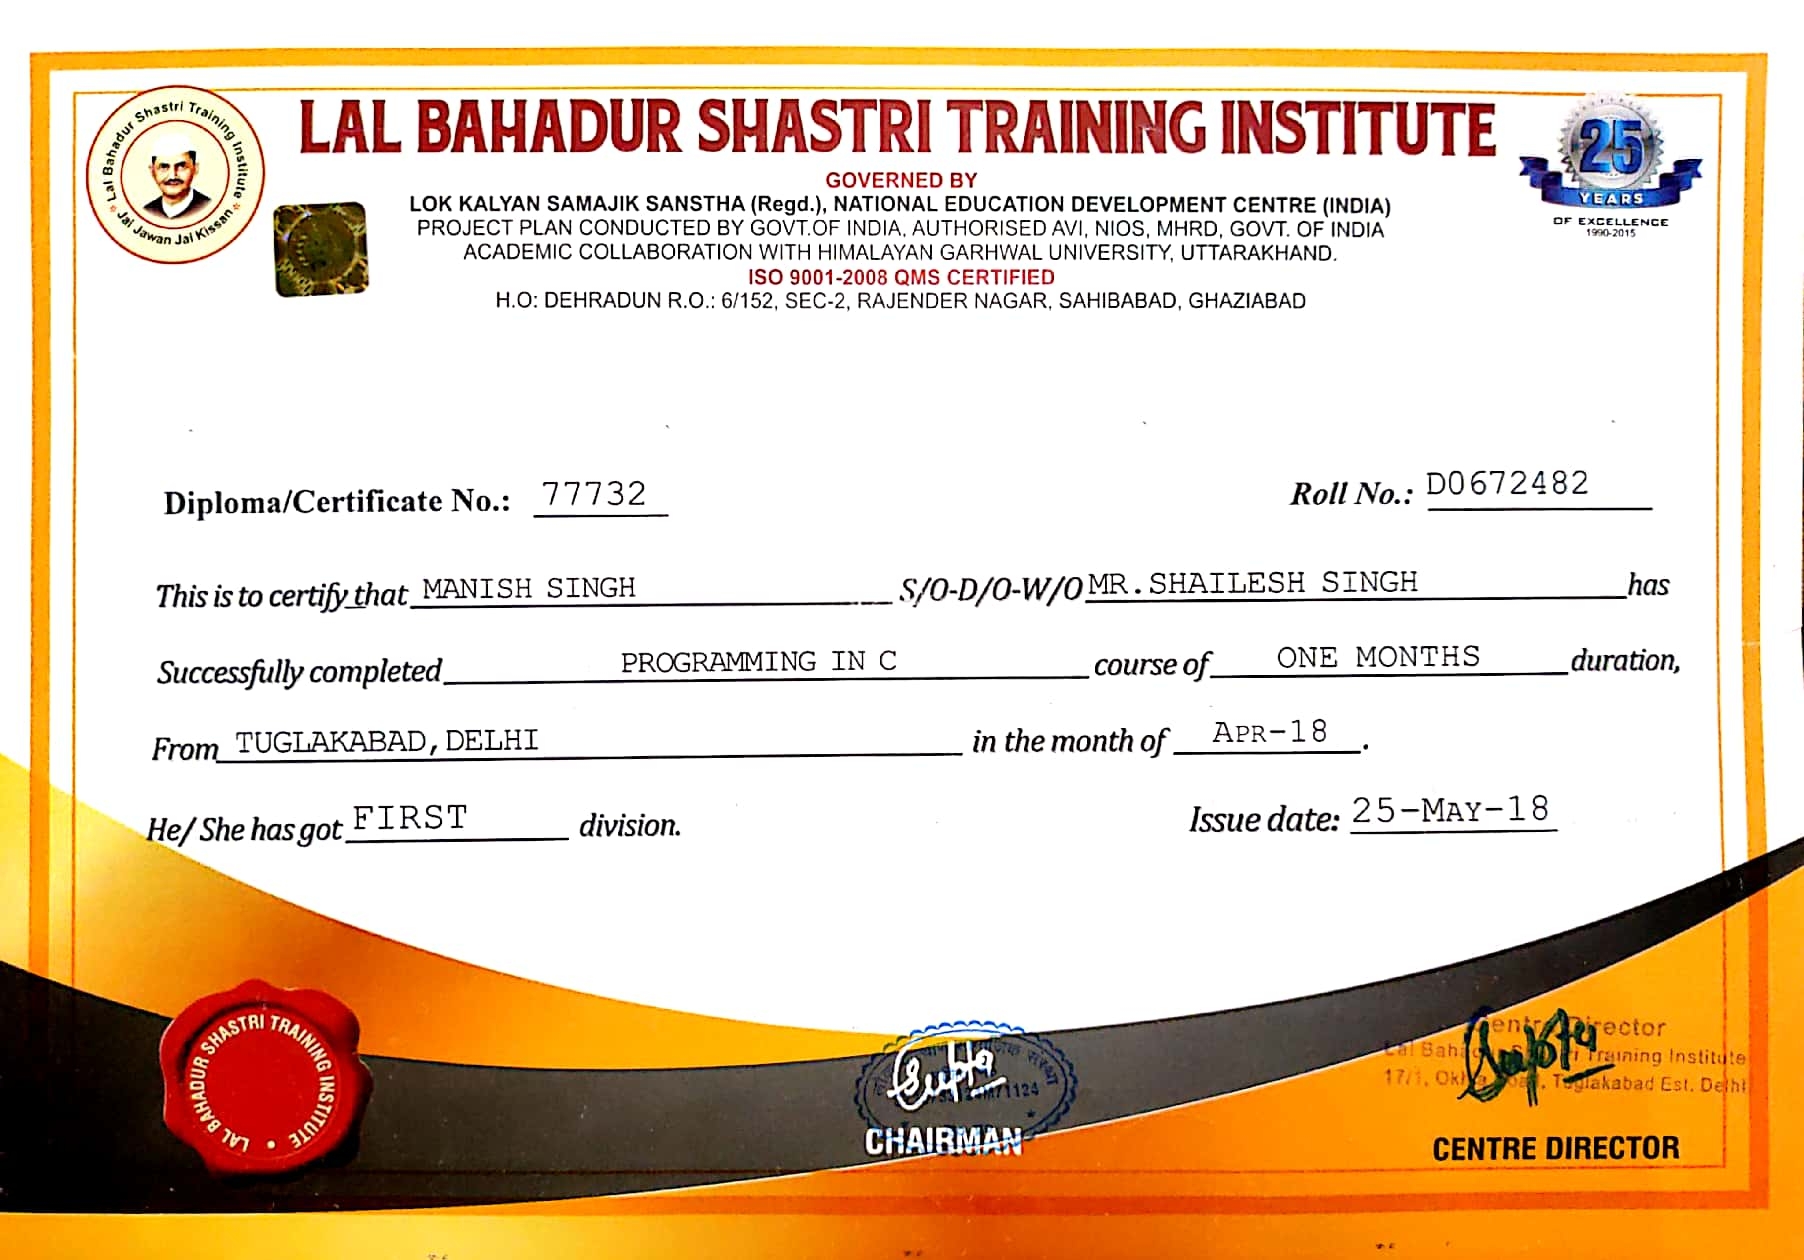 Lal Bahadur Shastri Training Institute
Jai Jawan Jai Kissan
LAL BAHADUR SHASTRI TRAINING INSTITUTE
25
YEARS
OF EXCELLENCE
1990-2015
GOVERNED BY
LOK KALYAN SAMAJIK SANSTHA (Regd.), NATIONAL EDUCATION DEVELOPMENT CENTRE (INDIA)
PROJECT PLAN CONDUCTED BY GOVT.OF INDIA, AUTHORISED AVI, NIOS, MHRD, GOVT. OF INDIA
ACADEMIC COLLABORATION WITH HIMALAYAN GARHWAL UNIVERSITY, UTTARAKHAND.
ISO 9001-2008 QMS CERTIFIED
H.O: DEHRADUN R.O.: 6/152, SEC-2, RAJENDER NAGAR, SAHIBABAD, GHAZIABAD
Diploma/Certificate No.: 77732 Roll No.: D0672482
This is to certify that MANISH SINGH S/O-D/O-W/O MR.SHAILESH SINGH has
Successfully completed PROGRAMMING IN C course of ONE MONTHS duration,
From TUGLAKABAD, DELHI in the month of APR-18.
He/ She has got FIRST division. Issue date: 25-MAY-18
LAL BAHADUR SHASTRI TRAINING INSTITUTE
Gupta
CHAIRMAN
Centre Director
Lal Bahadur Shastri Training Institute
17/1, Okhla Road, Tuglakabad Est. Delhi
CENTRE DIRECTOR